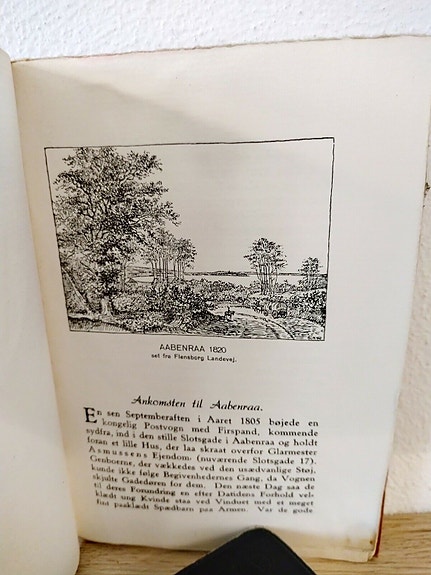 AABENRAA 1820
set fra Flensborg Landevej.
Ankomsten til Aabenraa.
En sen Septemberaften i Aaret 1805 bøjede en
kongelig Postvogn med Firspand, kommende
sydfra, ind i den stille Slotsgade i Aabenraa og holdt
foran et lille Hus, der laa skraat overfor Glarmester
Asmussens Ejendom. (nuværende Slotsgade 17).
Genboerne, der vækkedes ved den usædvanlige Støj,
kunde ikke følge Begivenhedernes Gang, da Vognen
skjulte Gadedøren for dem. Den næste Dag saa de
til deres Forundring en efter Datidens Forhold vel-
klædt ung Kvinde staa ved Vinduet med et meget
fint paaklædt Spædbarn paa Armen. Var de gode